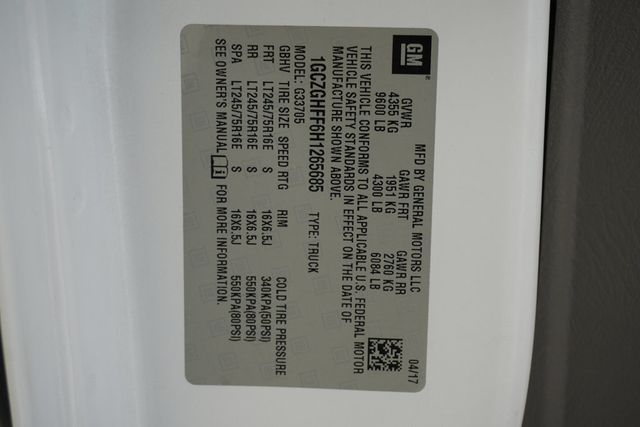 GM ®
MFD BY GENERAL MOTORS LLC 04/17
GVWR GAWR FRT GAWR RR
4355 KG 1951 KG 2760 KG
9600 LB 4300 LB 6084 LB
THIS VEHICLE CONFORMS TO ALL APPLICABLE U.S. FEDERAL MOTOR
VEHICLE SAFETY STANDARDS IN EFFECT ON THE DATE OF
MANUFACTURE SHOWN ABOVE.
1GCZGHFF6H1265685 TYPE: TRUCK
MODEL: G33705
GBHV TIRE SIZE SPEED RTG RIM COLD TIRE PRESSURE
FRT LT245/75R16E S 16X6.5J 340KPA(50PSI)
RR LT245/75R16E S 16X6.5J 550KPA(80PSI)
SPA LT245/75R16E S 16X6.5J 550KPA(80PSI)
SEE OWNER'S MANUAL i FOR MORE INFORMATION.